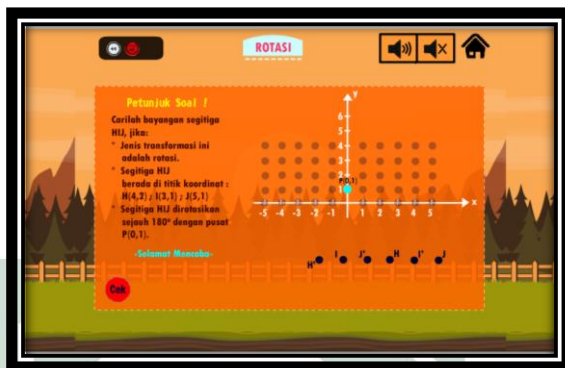 ROTASI
Petunjuk Soal !
Carilah bayangan segitiga
HIJ, jika:
* Jenis transformasi ini
adalah rotasi.
* Segitiga HIJ
berada di titik koordinat :
H(4,2) ; I(2,1) ; J(5,1)
* Segitiga HIJ dirotasikan
sejauh 180° dengan pusat
P(0,1).
-Selamat Mencoba-
Cek
y
6
5
4
3
2
P(0,1)
x
-5 -4 -3 -2 -1 1 2 3 4 5
H' I J' H I' J